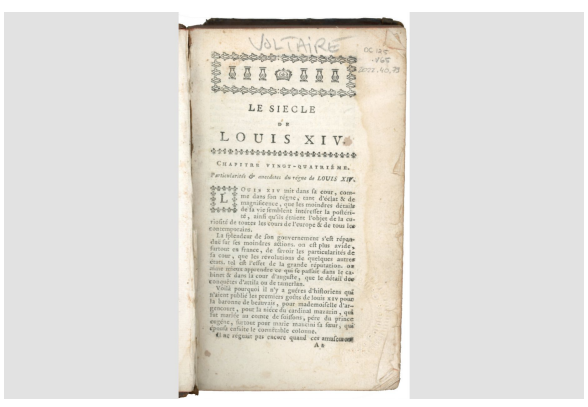 VOLTAIRE
LE SIECLE
DE
LOUIS XIV.
CHAPITRE VINGT-QUATRIÈME.
Particularités & anecdotes du règne de LOUIS XIV.
LOUIS XIV mit dans sa cour, com-
me dans son règne, tant d'éclat & de
magnificence, que les moindres détails
de sa vie semblent intéresser la postéri-
té, ainsi qu'ils étaient l'objet de la cu-
riosité de toutes les cours de l'europe & de tous les
contemporains.
La splendeur de son gouvernement s'est répan-
due sur ses moindres actions. on est plus avide,
surtout en france, de savoir les particularités de
sa cour, que les révolutions de quelques autres
états. tel est l'effet de la grande réputation. on
aime mieux apprendre ce qui se passait dans le ca-
binet & dans la cour d'auguste, que le détail des
conquêtes d'attila ou de tamerlan.
Voilà pourquoi il n'y a guères d'historiens qui
n'aient publié les premiers goûts de louis xiv pour
la baronne de beauvais, pour mademoiselle d'ar-
gencourt, pour la nièce du cardinal mazarin, qui
fut mariée au comte de soissons, père du prince
eugène, surtout pour marie mancini sa sœur, qui
épousa ensuite le connétable colonne.
Il ne régnait pas encore quand ces amusemens